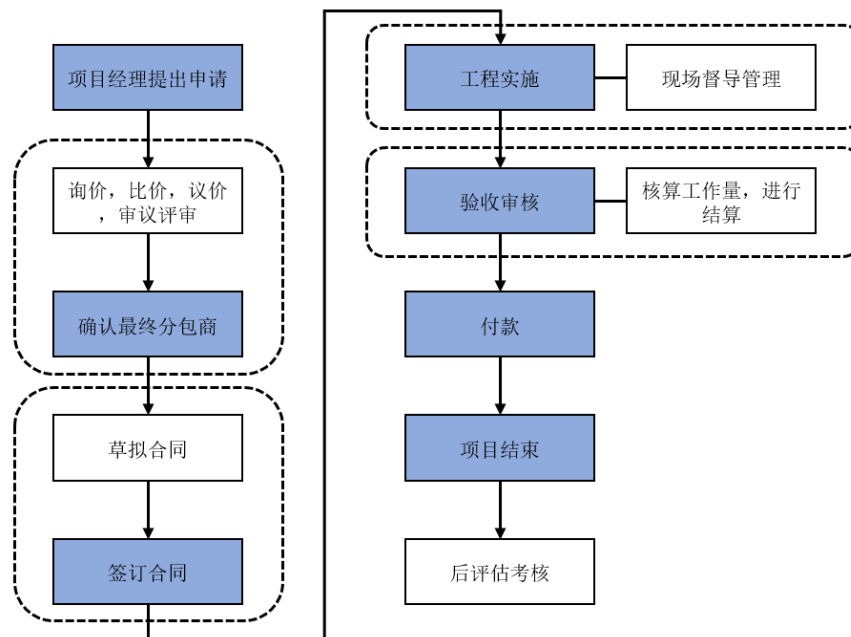 项目经理提出申请
询价，比价，议价
，审议评审
确认最终分包商
草拟合同
签订合同
工程实施
现场督导管理
验收审核
核算工作量，进行
结算
付款
项目结束
后评估考核